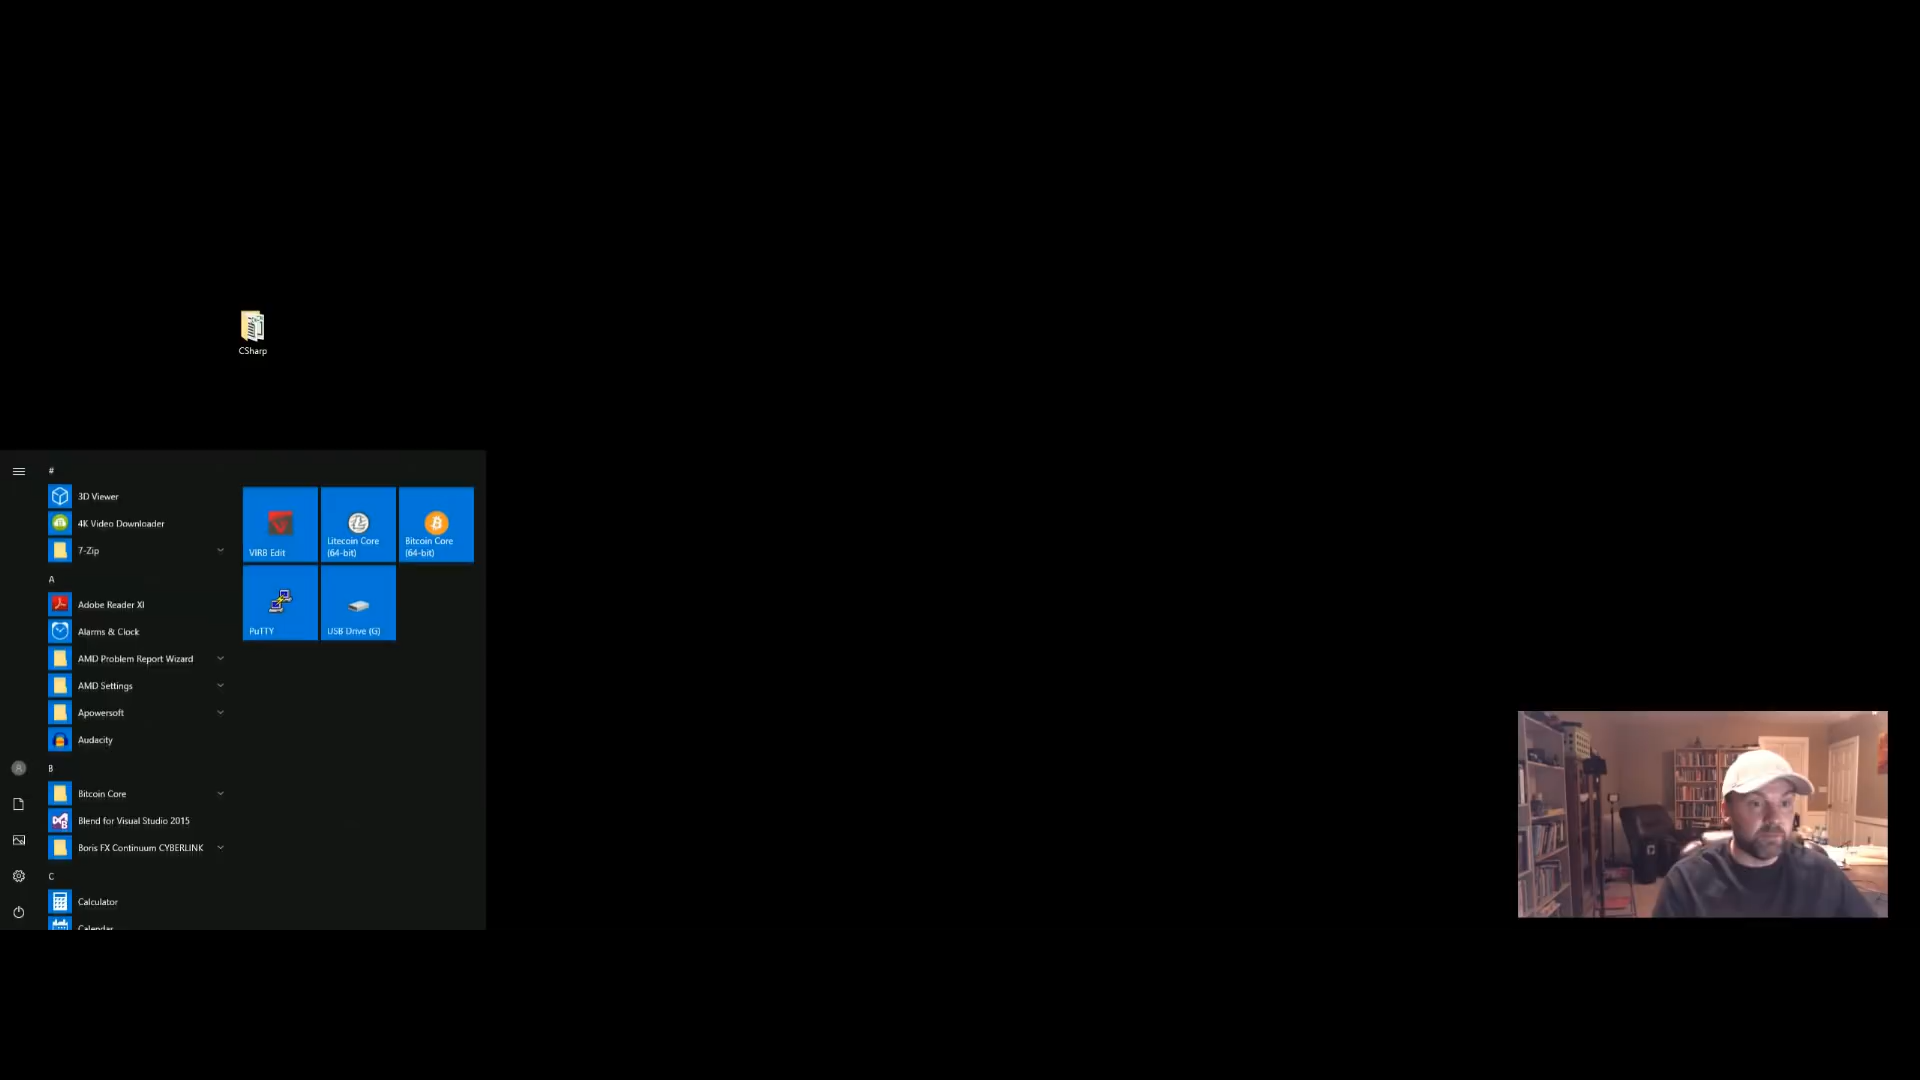 CSharp
#
3D Viewer
4K Video Downloader
7-Zip
A
Adobe Reader XI
Alarms & Clock
AMD Problem Report Wizard
AMD Settings
Apowersoft
Audacity
B
Bitcoin Core
Blend for Visual Studio 2015
Boris FX Continuum CYBERLINK
C
Calculator
Calendar
VIRB Edit
Litecoin Core
(64-bit)
Bitcoin Core
(64-bit)
PuTTY
USB Drive (G)